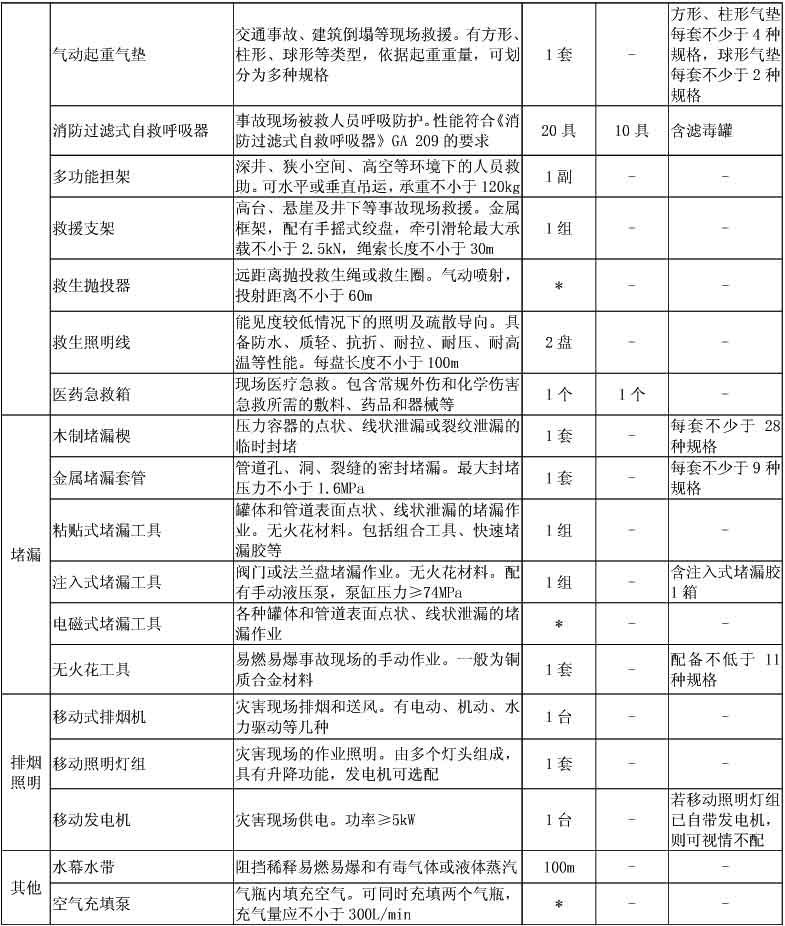 气动起重气垫
交通事故、建筑倒塌等现场救援。有方形、
柱形、球形等类型，依据起重重量，可划
分为多种规格
1套
-
方形、柱形气垫
每套不少于4种
规格，球形气垫
每套不少于2种
规格
消防过滤式自救呼吸器
事故现场被救人员呼吸防护。性能符合《消
防过滤式自救呼吸器》GA 209的要求
20具
10具
含滤毒罐
多功能担架
深井、狭小空间、高空等环境下的人员救
助。可水平或垂直吊运，承重不小于120kg
1副
-
-
救援支架
高台、悬崖及井下等事故现场救援。金属
框架，配有手摇式绞盘，牵引滑轮最大承
载不小于2.5kN，绳索长度不小于30m
1组
-
-
救生抛投器
远距离抛投救生绳或救生圈。气动喷射，
投射距离不小于60m
*
-
-
救生照明线
能见度较低情况下的照明及疏散导向。具
备防水、质轻、抗折、耐拉、耐压、耐高
温等性能。每盘长度不小于100m
2盘
-
-
医药急救箱
现场医疗急救。包含常规外伤和化学伤害
急救所需的敷料、药品和器械等
1个
1个
-
堵漏
木制堵漏楔
压力容器的点状、线状泄漏或裂纹泄漏的
临时封堵
1套
-
每套不少于 28
种规格
金属堵漏套管
管道孔、洞、裂缝的密封堵漏。最大封堵
压力不小于1.6MPa
1套
-
每套不少于9种
规格
粘贴式堵漏工具
罐体和管道表面点状、线状泄漏的堵漏作
业。无火花材料。包括组合工具、快速堵
漏胶等
1组
-
-
注入式堵漏工具
阀门或法兰盘堵漏作业。无火花材料。配
有手动液压泵，泵缸压力≥74MPa
1组
-
含注入式堵漏胶
1箱
电磁式堵漏工具
各种罐体和管道表面点状、线状泄漏的堵
漏作业
*
-
-
无火花工具
易燃易爆事故现场的手动作业。一般为铜
质合金材料
1套
-
配备不低于 11
种规格
排烟
照明
移动式排烟机
灾害现场排烟和送风。有电动、机动、水
力驱动等几种
1台
-
-
移动照明灯组
灾害现场的作业照明。由多个灯头组成，
具有升降功能，发电机可选配
1套
-
-
移动发电机
灾害现场供电。功率≥5kW
1台
-
若移动照明灯组
已自带发电机，
则可视情不配
其他
水幕水带
阻挡稀释易燃易爆和有毒气体或液体蒸汽
100m
-
-
空气充填泵
气瓶内填充空气。可同时充填两个气瓶，
充气量应不小于300L/min
*
-
-